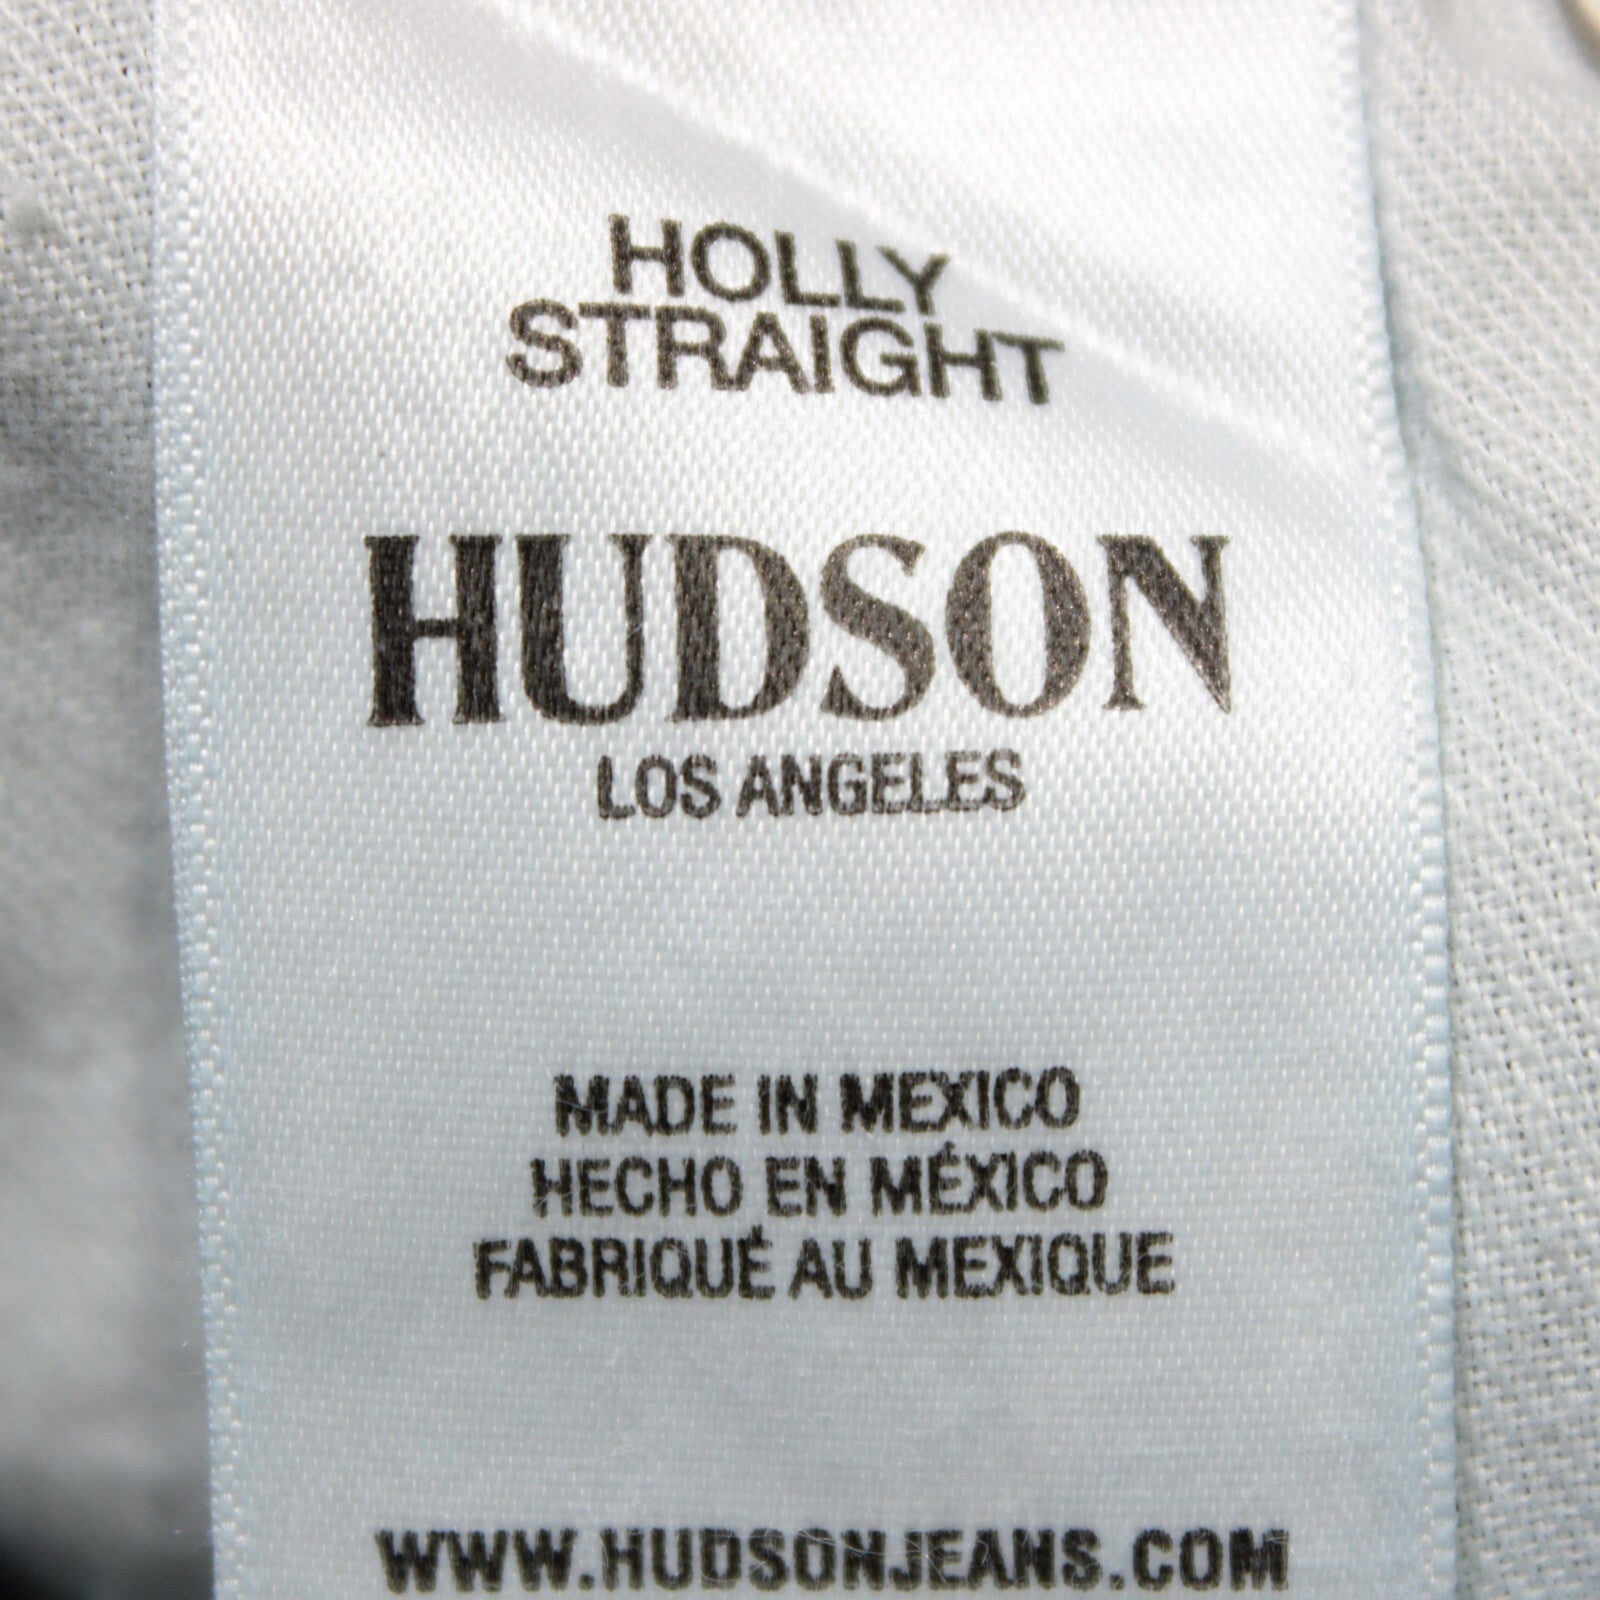 HOLLY
STRAIGHT
HUDSON
LOS ANGELES
MADE IN MEXICO
HECHO EN MÉXICO
FABRIQUÉ AU MEXIQUE
WWW.HUDSONJEANS.COM